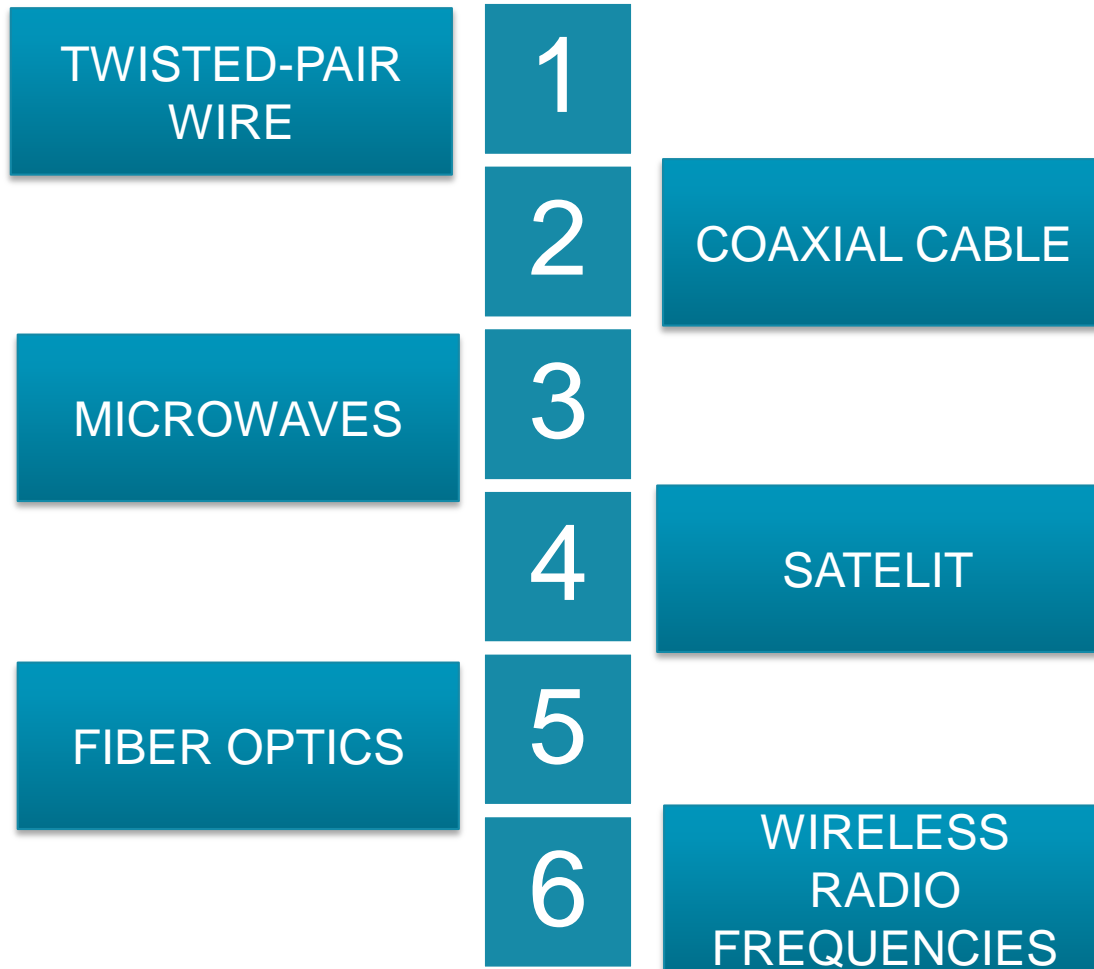 TWISTED-PAIR
WIRE
1
2
COAXIAL CABLE
MICROWAVES
3
4
SATELIT
FIBER OPTICS
5
6
WIRELESS
RADIO
FREQUENCIES